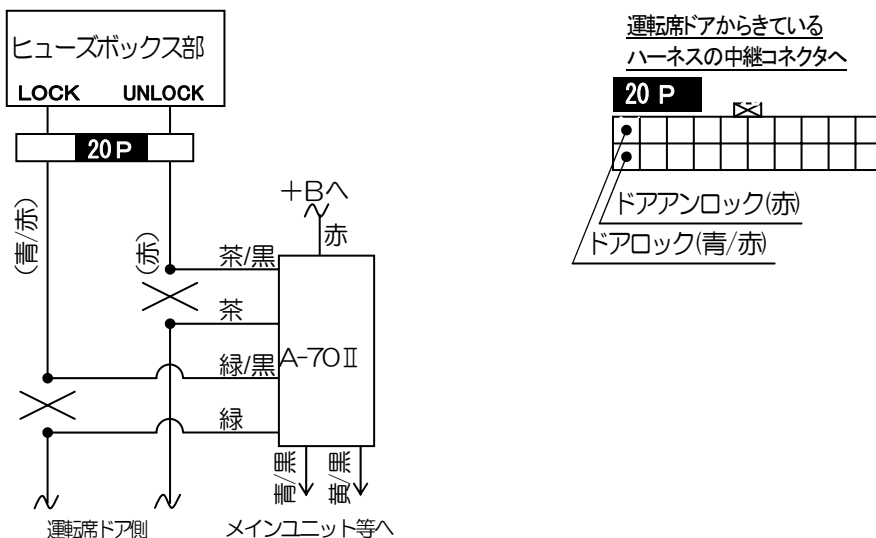 ヒューズボックス部
LOCK UNLOCK
20P
(青/赤)
(赤)
+Bへ
赤
茶/黒
茶
緑/黒
緑
A-70Ⅱ
青/黒
黄/黒
運転席ドア側
メインユニット等へ
運転席ドアからきている
ハーネスの中継コネクタへ
20 P
ドアアンロック(赤)
ドアロック(青/赤)